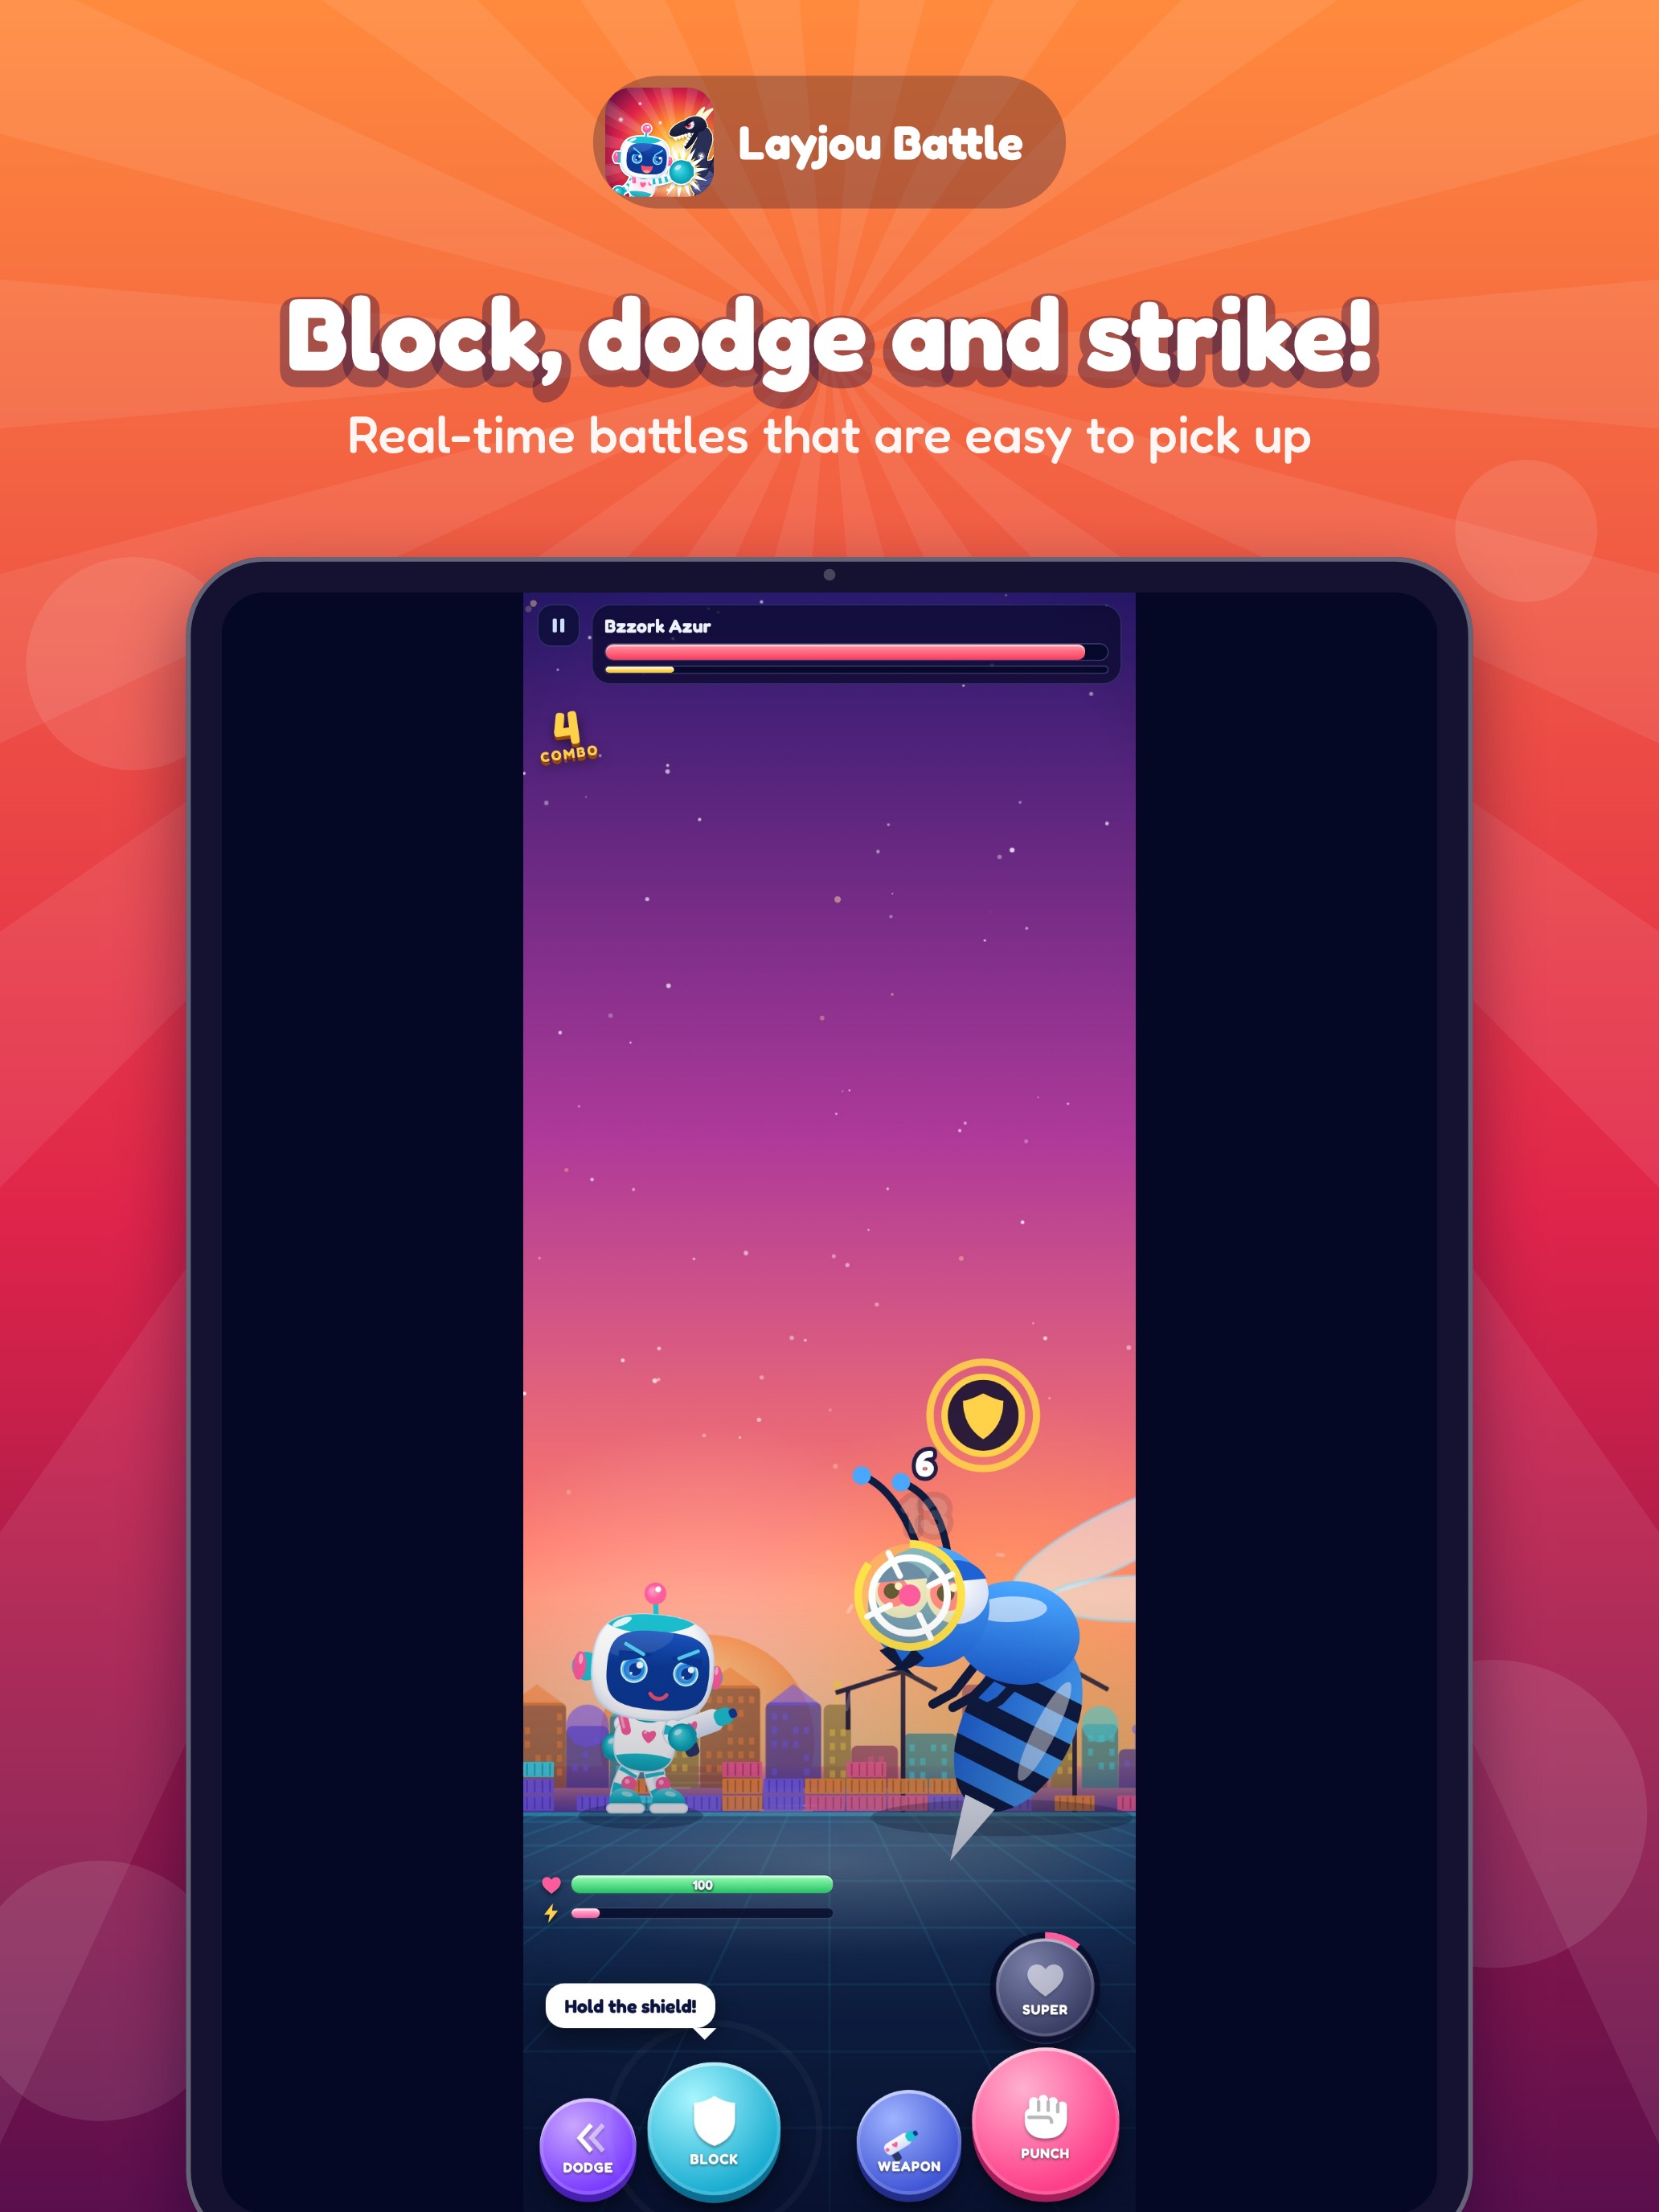 Layjou Battle
Block, dodge and strike!
Real-time battles that are easy to pick up
Bzzork Azur
4
COMBO
6
8
100
SUPER
Hold the shield!
DODGE
BLOCK
WEAPON
PUNCH